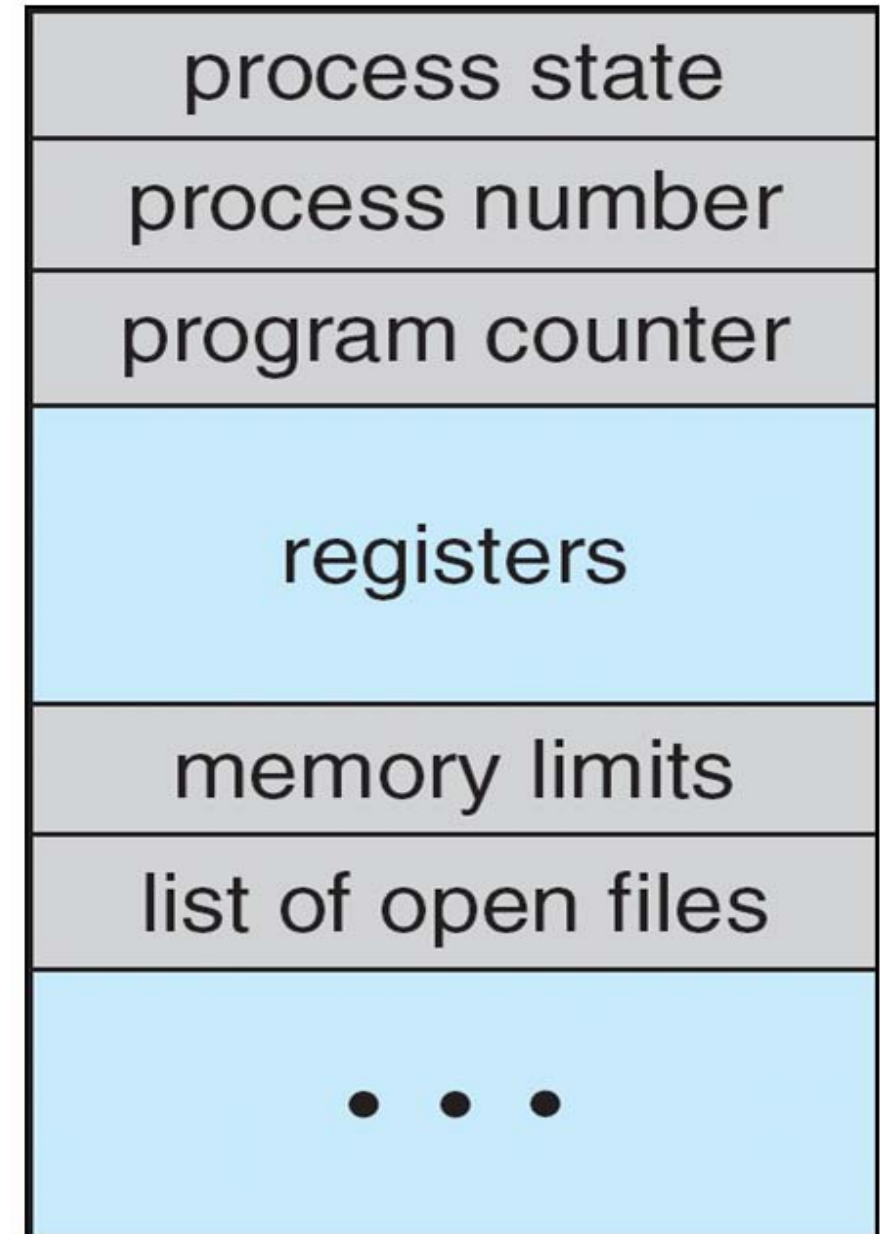 process state
process number
program counter
registers
memory limits
list of open files
• • •